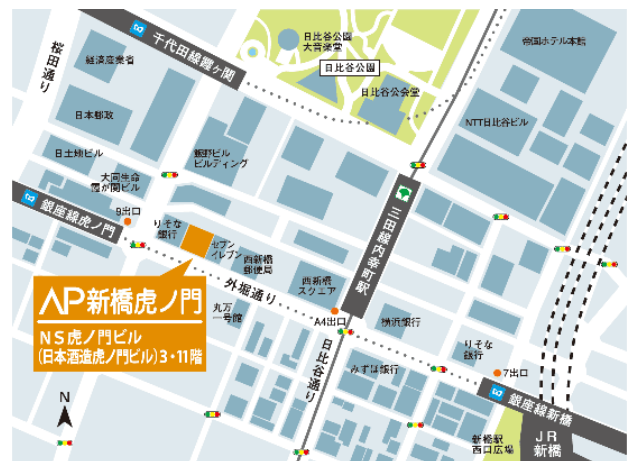 桜田通り
経済産業省
千代田線霞ヶ関
日比谷公園
大音楽堂
日比谷公園
日比谷公会堂
帝国ホテル本館
NTT日比谷ビル
日本郵政
日土地ビル
飯野ビル
ビルディング
大同生命
霞が関ビル
銀座線虎ノ門
9出口
りそな
銀行
セブン
イレブン
西新橋
郵便局
外堀通り
西新橋
スクエア
三田線内幸町駅
AP新橋虎ノ門
NS虎ノ門ビル
(日本酒造虎ノ門ビル)3・11階
丸万
一号館
A4出口
横浜銀行
日比谷通り
みずほ銀行
りそな
銀行
7出口
銀座線新橋
新橋駅
西口広場
JR
新橋
N